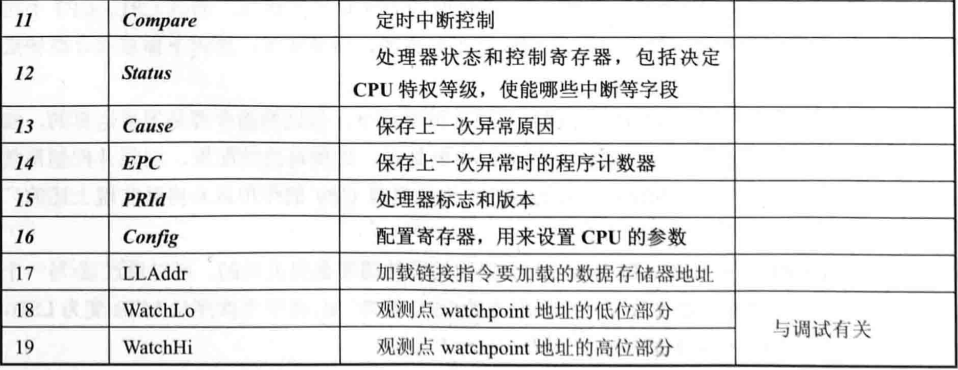 11 Compare 定时中断控制
12 Status 处理器状态和控制寄存器，包括决定
CPU 特权等级，使能哪些中断等字段
13 Cause 保存上一次异常原因
14 EPC 保存上一次异常时的程序计数器
15 PRId 处理器标志和版本
16 Config 配置寄存器，用来设置 CPU 的参数
17 LLAddr 加载链接指令要加载的数据存储器地址
18 WatchLo 观测点 watchpoint 地址的低位部分
与调试有关
19 WatchHi 观测点 watchpoint 地址的高位部分